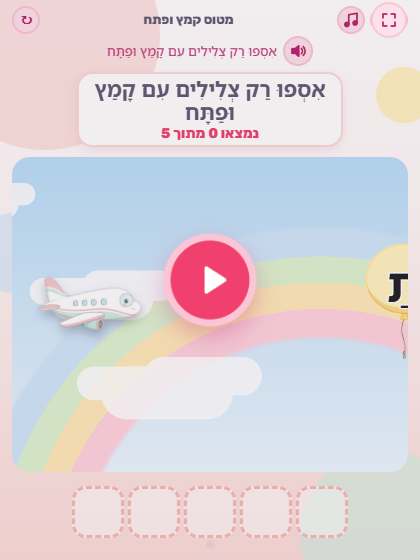 מטוס קמץ ופתח
אִסְפוּ רַק צְלִילִים עִם קָמַץ וּפַתָּח
אִסְפוּ רַק צְלִילִים עִם קָמַץ
וּפַתָּח
נמצאו 0 מתוך 5